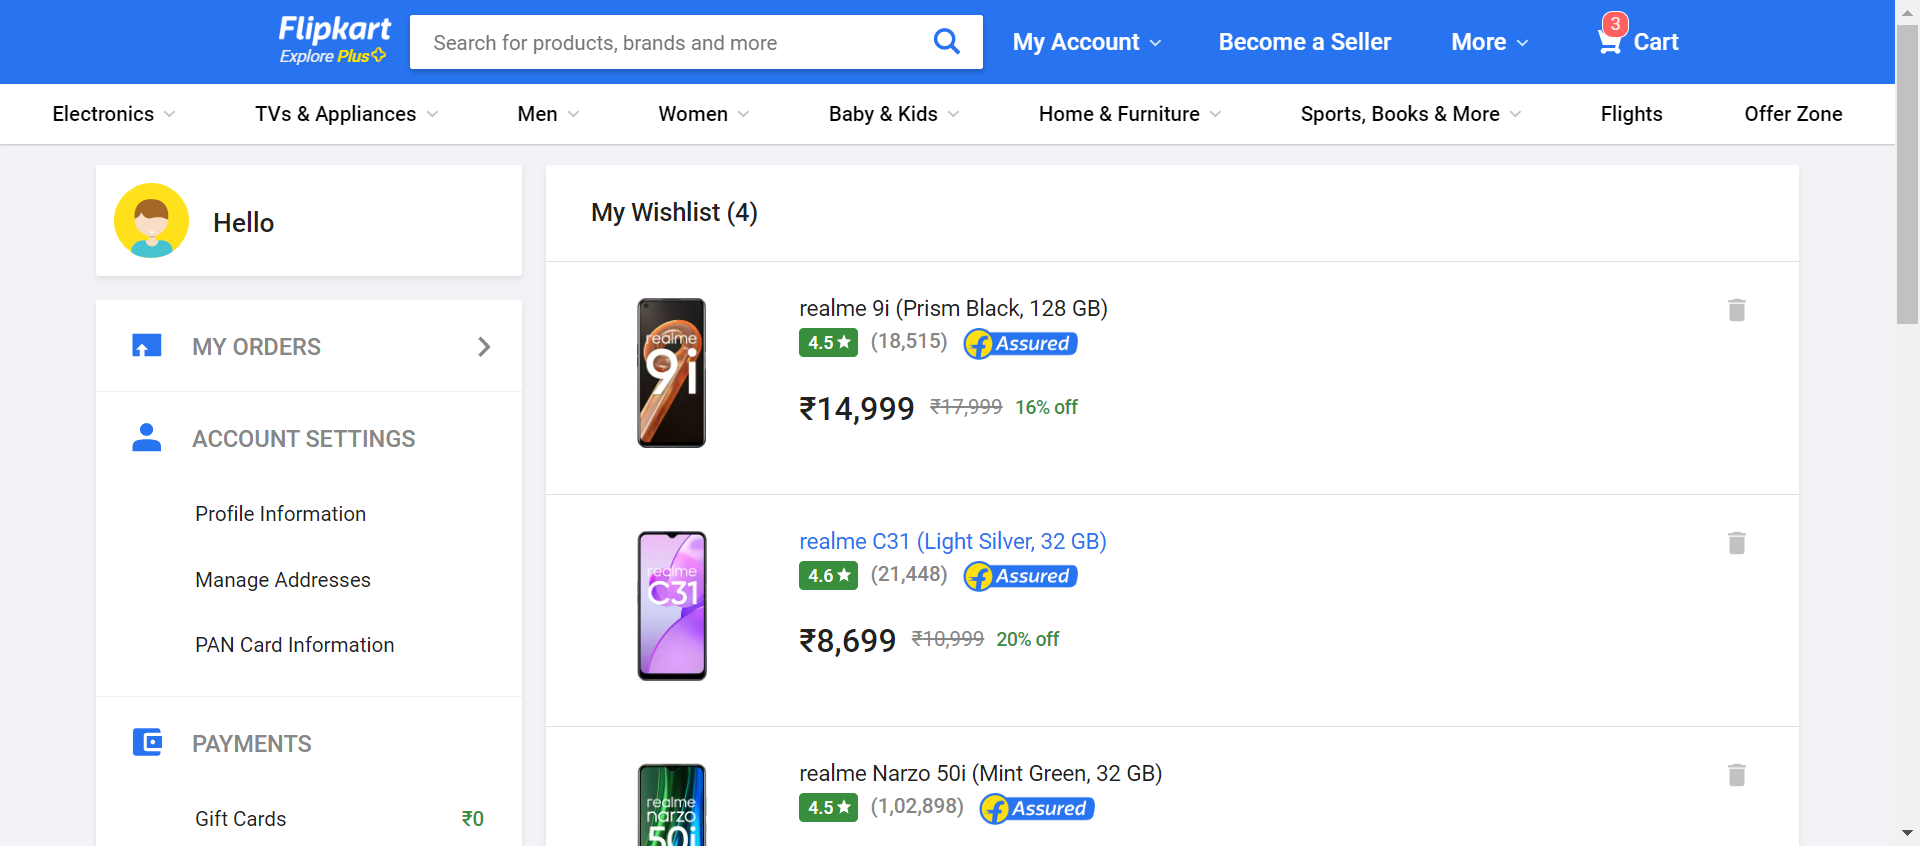 Flipkart
Explore Plus
Search for products, brands and more
My Account
Become a Seller
More
3
Cart
Electronics
TVs & Appliances
Men
Women
Baby & Kids
Home & Furniture
Sports, Books & More
Flights
Offer Zone
Hello
MY ORDERS
ACCOUNT SETTINGS
Profile Information
Manage Addresses
PAN Card Information
PAYMENTS
Gift Cards ₹0
My Wishlist (4)
realme
9i
realme 9i (Prism Black, 128 GB)
4.5★ (18,515) f Assured
₹14,999 ₹17,999 16% off
realme
C31
realme C31 (Light Silver, 32 GB)
4.6★ (21,448) f Assured
₹8,699 ₹10,999 20% off
realme
narzo
50i
realme Narzo 50i (Mint Green, 32 GB)
4.5★ (1,02,898) f Assured